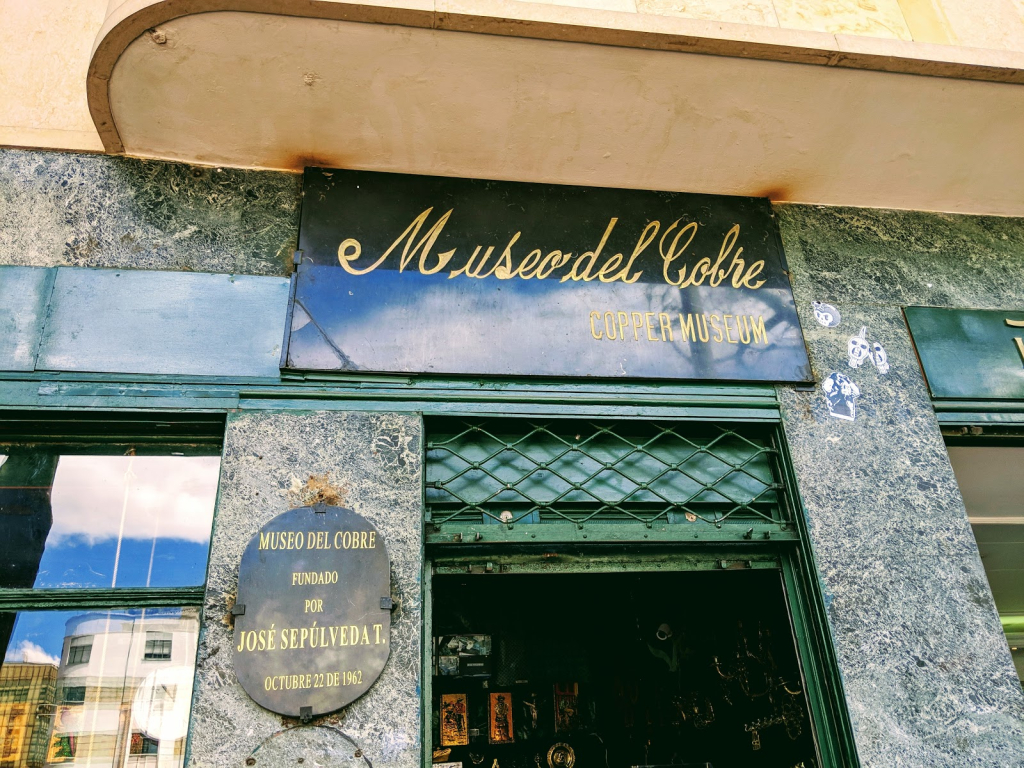 Museo del Cobre
COPPER MUSEUM
MUSEO DEL COBRE
FUNDADO
POR
JOSÉ SEPÚLVEDA T.
OCTUBRE 22 DE 1962